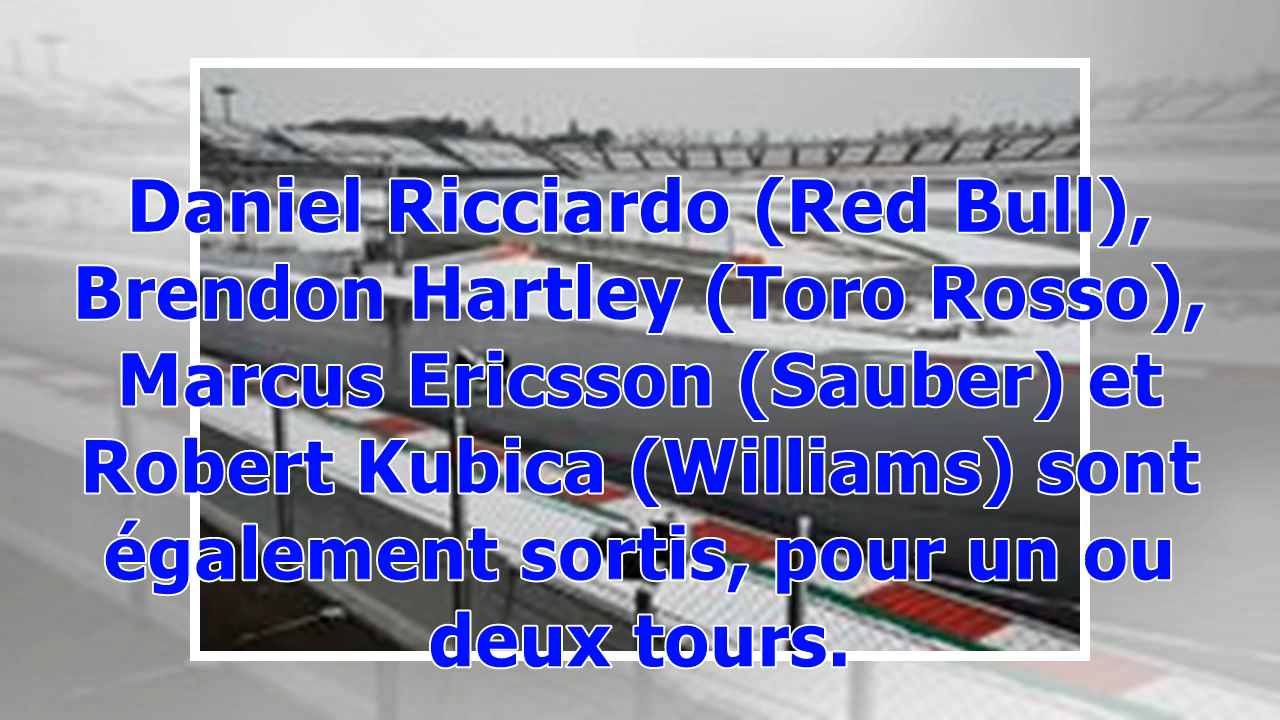 Daniel Ricciardo (Red Bull),
Brendon Hartley (Toro Rosso),
Marcus Ericsson (Sauber) et
Robert Kubica (Williams) sont
également sortis, pour un ou
deux tours.